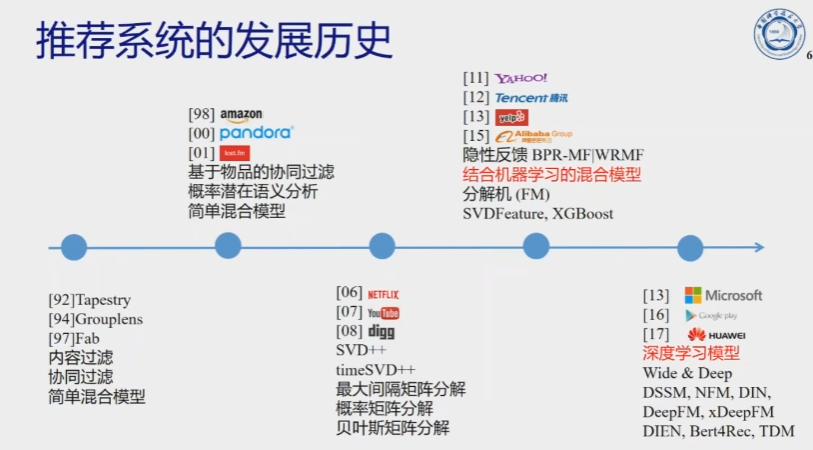 推荐系统的发展历史
6
[98] amazon
[00] pandora
[01] lost.fm
基于物品的协同过滤
概率潜在语义分析
简单混合模型
[11] YAHOO!
[12] Tencent 腾讯
[13] yelp
[15] Alibaba Group
隐性反馈 BPR-MF|WRMF
结合机器学习的混合模型
分解机 (FM)
SVDFeature, XGBoost
[92]Tapestry
[94]Grouplens
[97]Fab
内容过滤
协同过滤
简单混合模型
[06] NETFLIX
[07] YouTube
[08] digg
SVD++
timeSVD++
最大间隔矩阵分解
概率矩阵分解
贝叶斯矩阵分解
[13] Microsoft
[16] Google play
[17] HUAWEI
深度学习模型
Wide & Deep
DSSM, NFM, DIN,
DeepFM, xDeepFM
DIEN, Bert4Rec, TDM